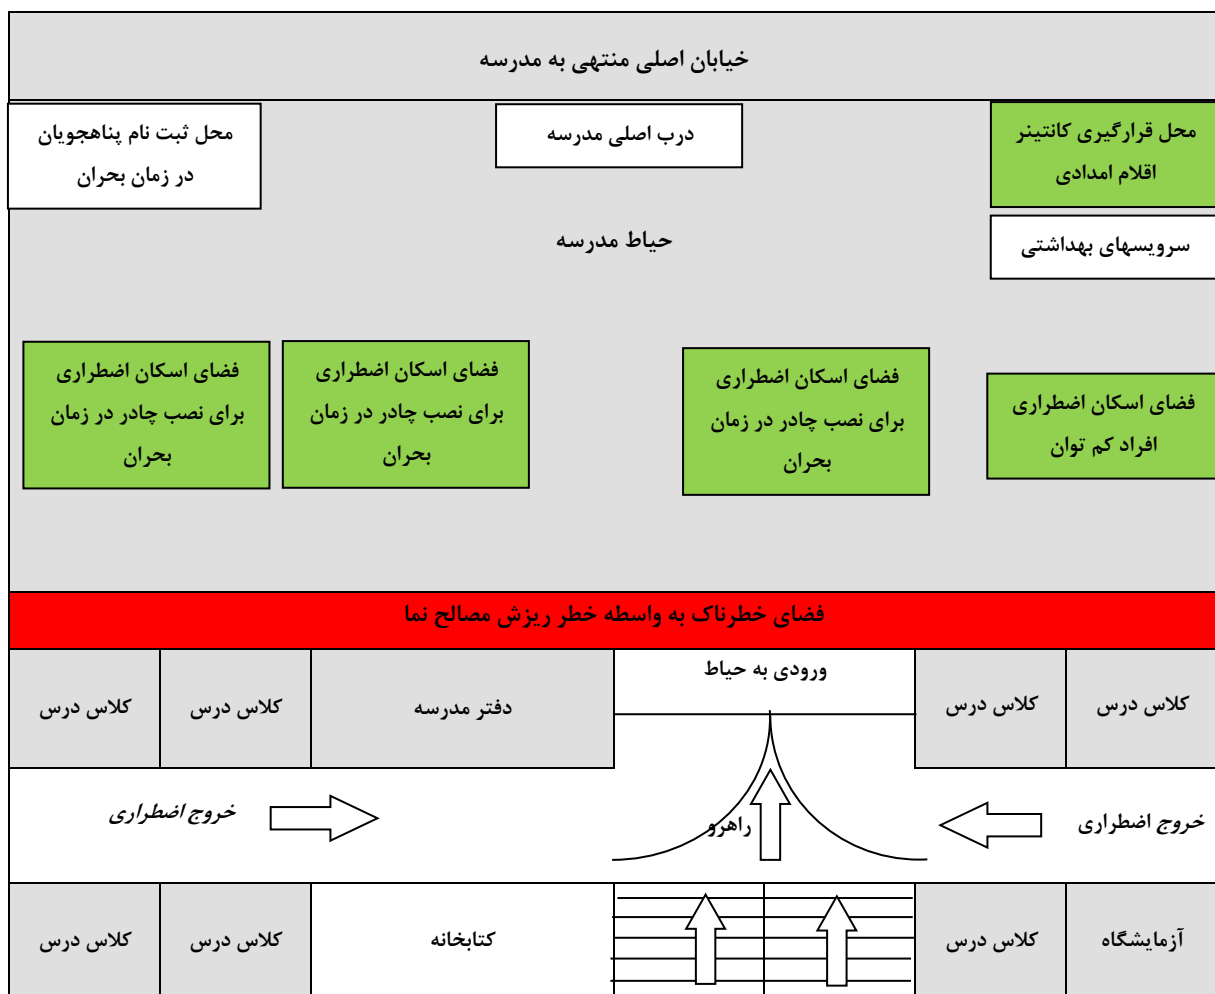 خیابان اصلی منتهی به مدرسه
محل قرارگیری کانتینر
اقلام امدادی
درب اصلی مدرسه
محل ثبت نام پناهجویان
در زمان بحران
سرویسهای بهداشتی
حیاط مدرسه
فضای اسکان اضطراری
افراد کم توان
فضای اسکان اضطراری
برای نصب چادر در زمان
بحران
فضای اسکان اضطراری
برای نصب چادر در زمان
بحران
فضای اسکان اضطراری
برای نصب چادر در زمان
بحران
فضای خطرناک به واسطه خطر ریزش مصالح نما
کلاس درس
کلاس درس
ورودی به حیاط
دفتر مدرسه
کلاس درس
کلاس درس
خروج اضطراری
راهرو
خروج اضطراری
آزمایشگاه
کلاس درس
کتابخانه
کلاس درس
کلاس درس